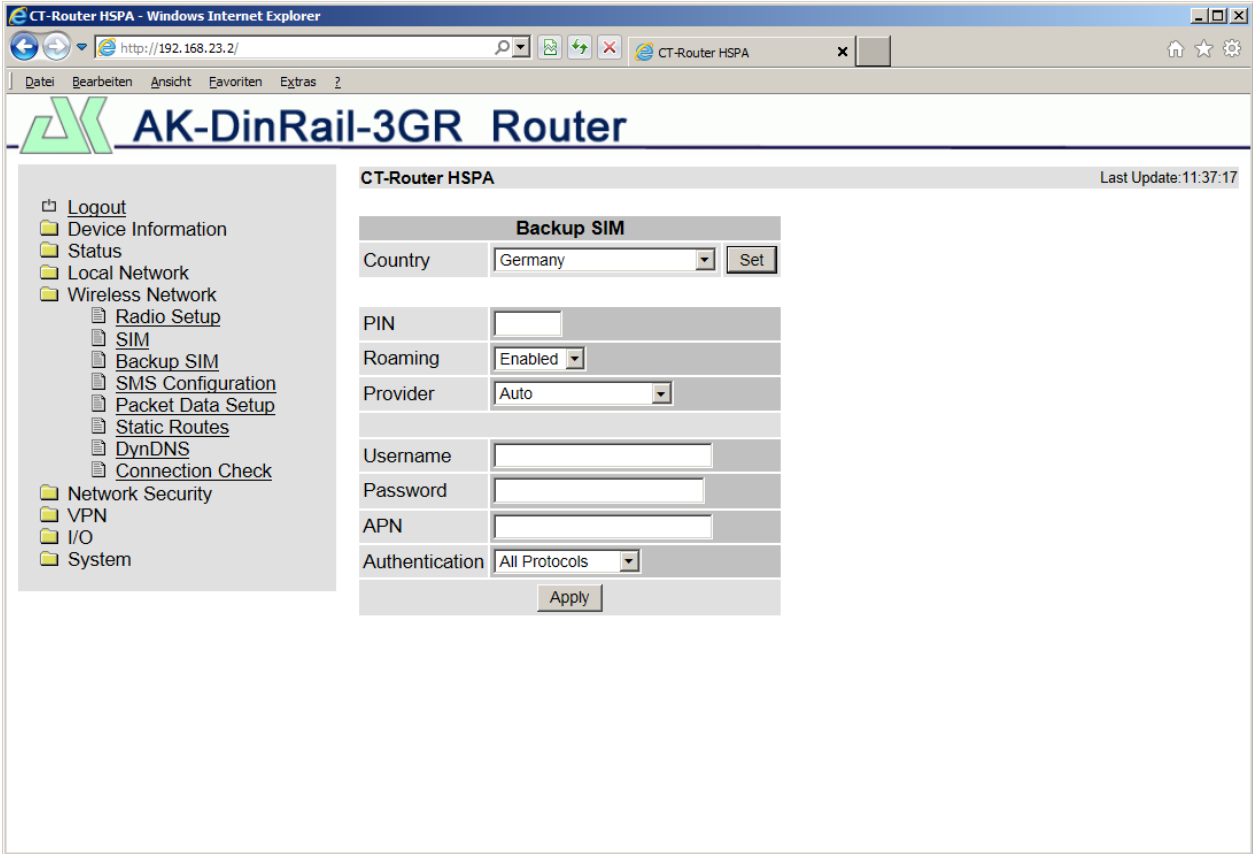 CT-Router HSPA - Windows Internet Explorer
http://192.168.23.2/
CT-Router HSPA
Datei Bearbeiten Ansicht Favoriten Extras ?
AK-DinRail-3GR Router
Logout
Device Information
Status
Local Network
Wireless Network
Radio Setup
SIM
Backup SIM
SMS Configuration
Packet Data Setup
Static Routes
DynDNS
Connection Check
Network Security
VPN
I/O
System
CT-Router HSPA Last Update:11:37:17
Backup SIM
Country Germany Set
PIN
Roaming Enabled
Provider Auto
Username
Password
APN
Authentication All Protocols
Apply